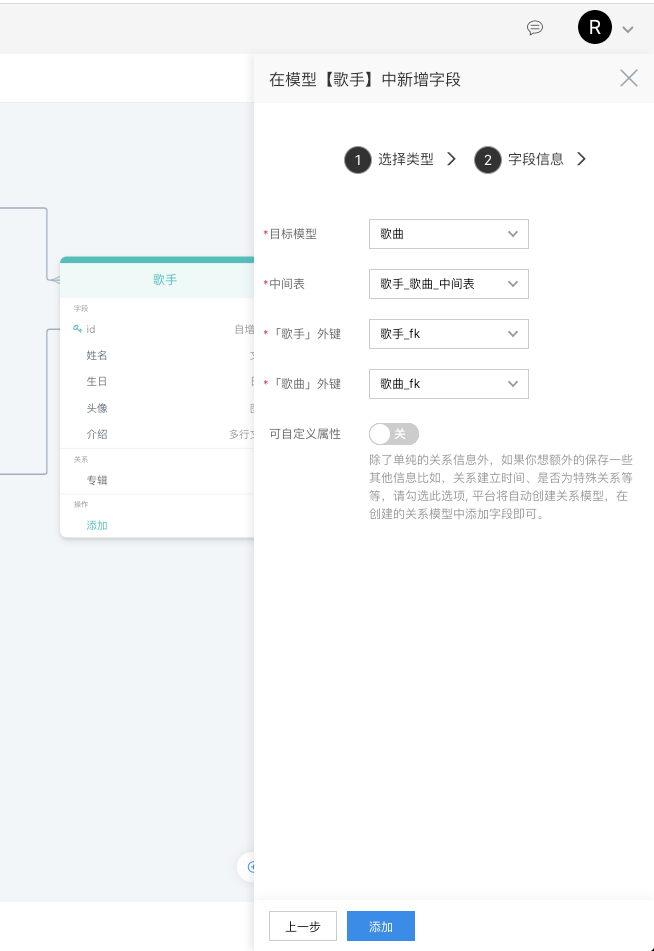 R
在模型【歌手】中新增字段
1 选择类型 2 字段信息
*目标模型 歌曲
*中间表 歌手_歌曲_中间表
*「歌手」外键 歌手_fk
*「歌曲」外键 歌曲_fk
可自定义属性 关
除了单纯的关系信息外，如果你想额外的保存一些
其他信息比如，关系建立时间、是否为特殊关系等
等，请勾选此选项, 平台将自动创建关系模型，在
创建的关系模型中添加字段即可。
歌手
字段
id 自增
姓名
生日
头像
介绍 多行
关系
专辑
操作
添加
上一步 添加